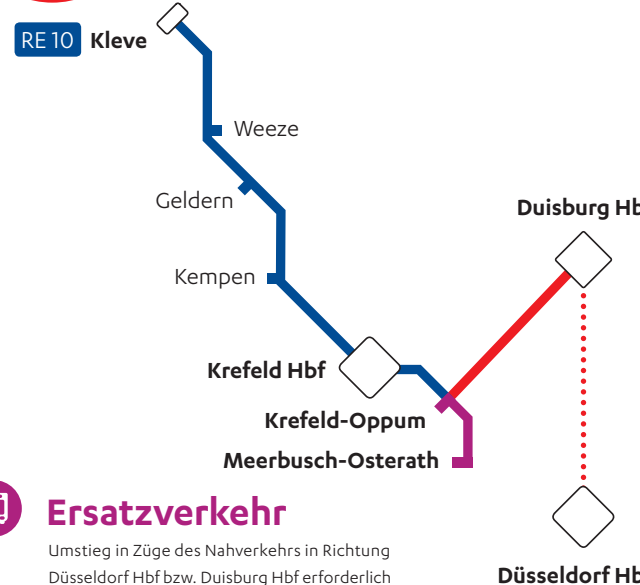 RE 10 Kleve
Weeze
Geldern
Duisburg Hb
Kempen
Krefeld Hbf
Krefeld-Oppum
Meerbusch-Osterath
Ersatzverkehr
Umstieg in Züge des Nahverkehrs in Richtung
Düsseldorf Hbf bzw. Duisburg Hbf erforderlich
Düsseldorf Hb